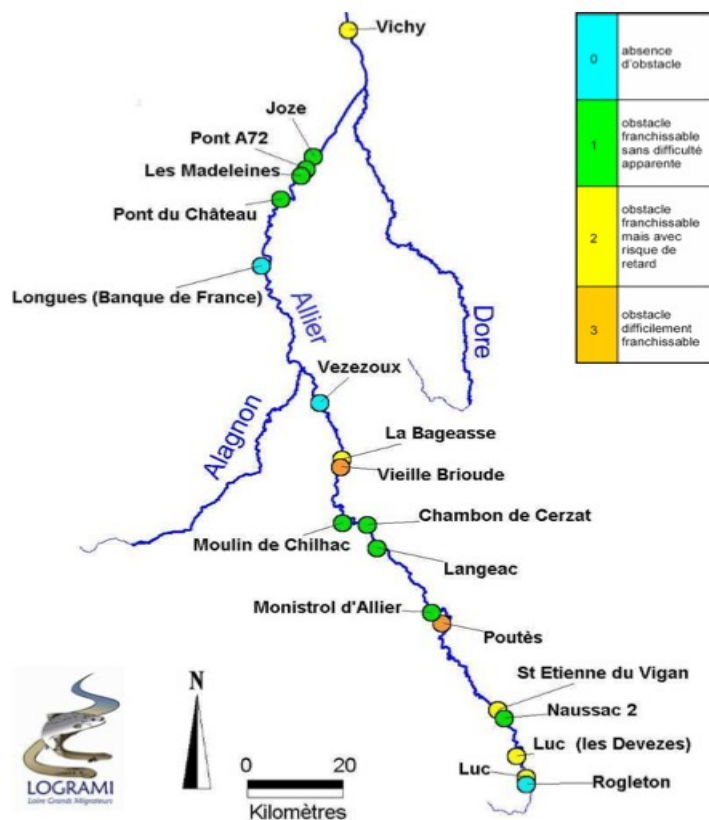 Vichy
0
absence
d'obstacle
Joze
Pont A72
Les Madeleines
Pont du Château
1
obstacle
franchissable
sans difficulté
apparente
2
obstacle
franchissable
mais avec
risque de
retard
3
obstacle
difficilement
franchissable
Longues (Banque de France)
Allier
Dore
Vezezoux
Alagnon
La Bageasse
Vieille Brioude
Chambon de Cerzat
Moulin de Chilhac
Langeac
Monistrol d'Allier
Poutès
St Etienne du Vigan
Naussac 2
Luc (les Devezes)
Luc
Rogleton
N
0 20
Kilomètres
LOGRAMI
Loire Grands Migrateurs